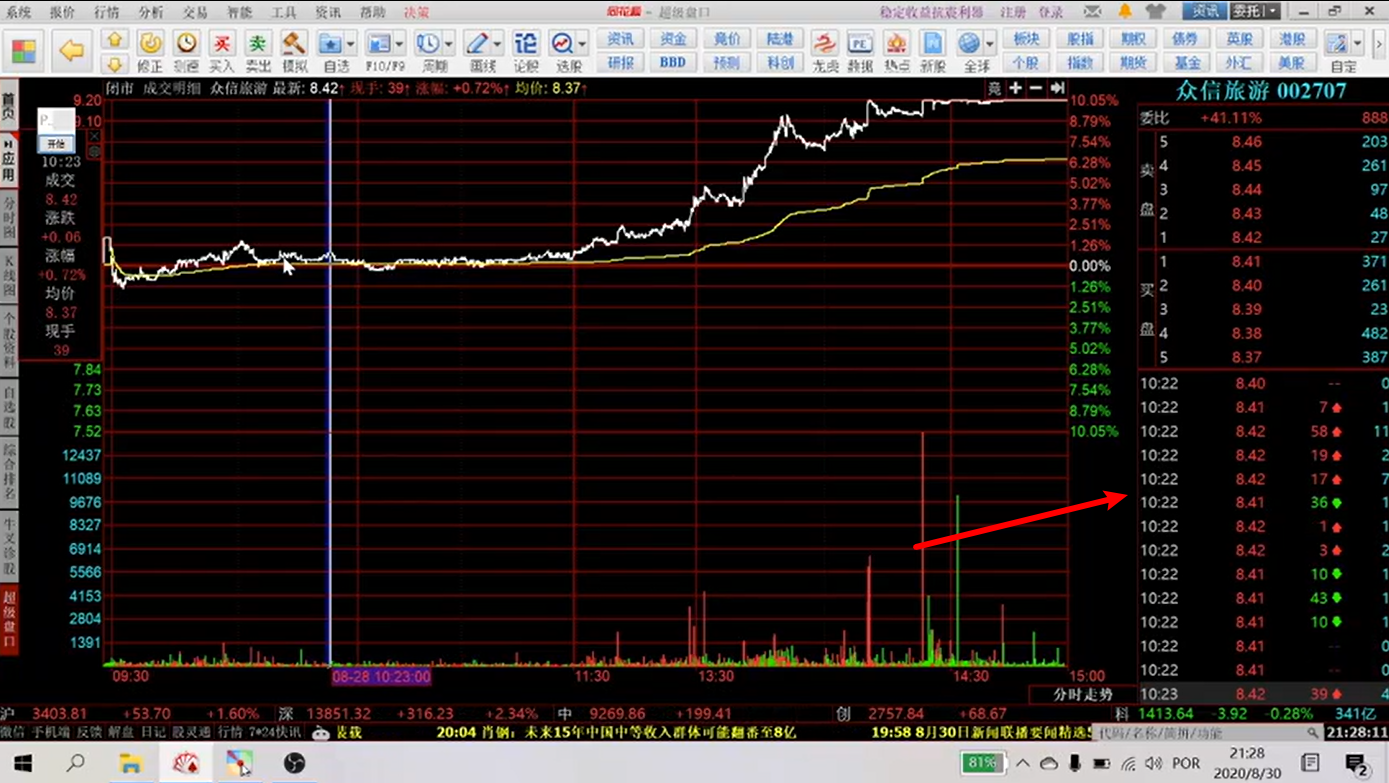 系统 报价 行情 分析 交易 智能 工具 资讯 帮助 决策 同花顺 - 超级盘口 稳定收益抗震利器 注册 登录 资讯 委托
修正 测速 买入 卖出 模拟 自选 F10/F9 周期 画线 论股 选股 资讯 研报 资金 BBD 竞价 预测 陆港 科创 龙虎 数据 热点 新股 全球 板块 个股 股指 指数 期权 期货 债券 基金 英股 外汇 港股 美股 自定
首页
应用
分时图
K线图
个股资料
自选股
综合排名
牛叉诊股
超级盘口
闭市 成交明细 众信旅游 最新: 8.42↑ 现手: 39↑ 涨幅: +0.72%↑ 均价: 8.37↑ 竞
P..
开始
10:23
成交
8.42
涨跌
+0.06
涨幅
+0.72%
均价
8.37
现手
39
9.20
9.10
7.84
7.73
7.63
7.52
12437
11089
9676
8327
6914
5566
4153
2804
1391
10.05%
8.79%
7.54%
6.28%
5.02%
3.77%
2.51%
1.26%
0.00%
1.26%
2.51%
3.77%
5.02%
6.28%
7.54%
8.79%
10.05%
09:30 08-28 10:23:00 11:30 13:30 14:30 15:00
分时走势
众信旅游 002707
委比 +41.11% 888
卖盘
5 8.46 203
4 8.45 261
3 8.44 97
2 8.43 48
1 8.42 27
买盘
1 8.41 371
2 8.40 261
3 8.39 23
4 8.38 482
5 8.37 387
10:22 8.40 -- 0
10:22 8.41 7 1
10:22 8.42 58 11
10:22 8.42 19 2
10:22 8.42 17 7
10:22 8.41 36 1
10:22 8.42 1 1
10:22 8.42 3 2
10:22 8.41 10 1
10:22 8.41 43 1
10:22 8.41 10 1
10:22 8.41 -- 0
10:22 8.41 -- 0
10:23 8.42 39 4
沪 3403.81 +53.70 +1.60% 深 13851.32 +316.23 +2.34% 中 9269.86 +199.41 创 2757.84 +68.67 科 1413.64 -3.92 -0.28% 341亿
微信 手机端 反馈 解盘 日记 股灵通 行情 7*24快讯 20:04 肖钢：未来15年中国中等收入群体可能翻番至8亿 19:58 8月30日新闻联播要闻精选 代码/名称/简拼/功能 21:28:11
81% POR 21:28
2020/8/30
2